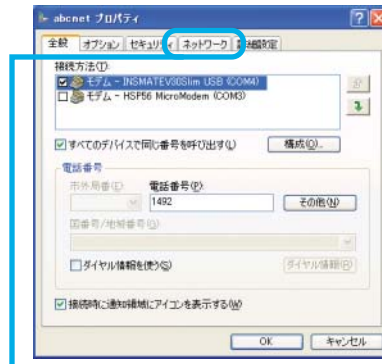 abcnet プロパティ
全般 オプション セキュリティ ネットワーク 詳細設定
接続方法(T):
モデム - INSMATEV30Slim USB (COM4)
モデム - HSP56 MicroModem (COM3)
すべてのデバイスで同じ番号を呼び出す(L)
構成(O)...
電話番号
市外局番(E): 電話番号(P):
1492
その他(N)
国番号/地域番号(G):
ダイヤル情報を使う(S)
ダイヤル情報(R)
接続時に通知領域にアイコンを表示する(W)
OK キャンセル